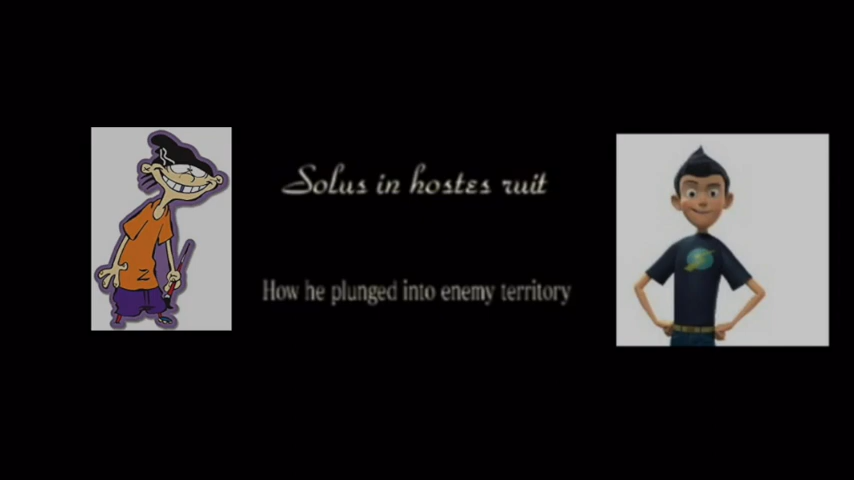 Solus in hostes ruit
How he plunged into enemy territory